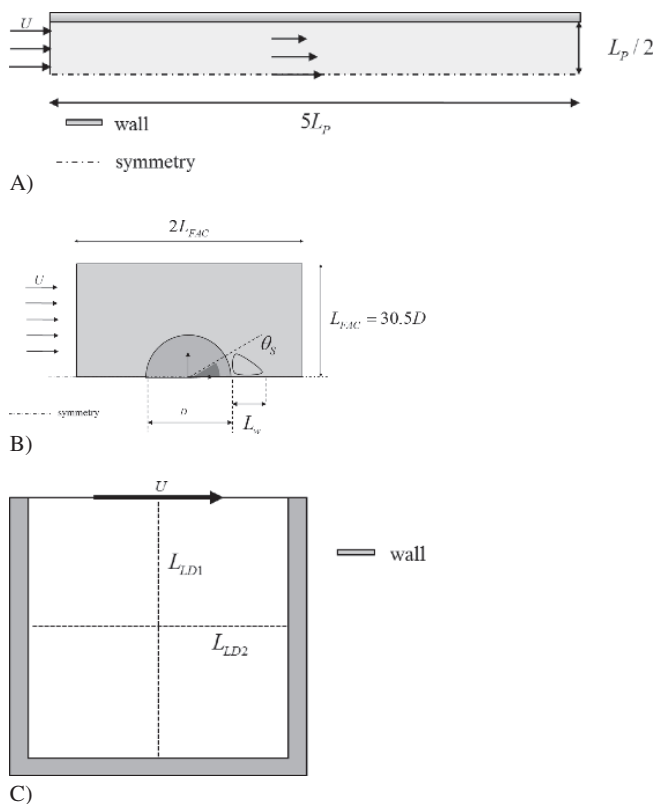 U
L_P / 2
5L_P
wall
symmetry
A)
2L_FAC
U
L_FAC = 30.5D
θ_S
D
L_w
symmetry
B)
U
L_LD1
wall
L_LD2
C)